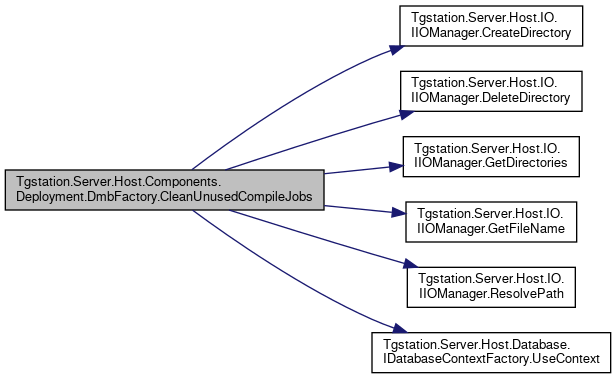 Tgstation.Server.Host.IO.
IIOManager.CreateDirectory
Tgstation.Server.Host.IO.
IIOManager.DeleteDirectory
Tgstation.Server.Host.IO.
IIOManager.GetDirectories
Tgstation.Server.Host.Components.
Deployment.DmbFactory.CleanUnusedCompileJobs
Tgstation.Server.Host.IO.
IIOManager.GetFileName
Tgstation.Server.Host.IO.
IIOManager.ResolvePath
Tgstation.Server.Host.Database.
IDatabaseContextFactory.UseContext